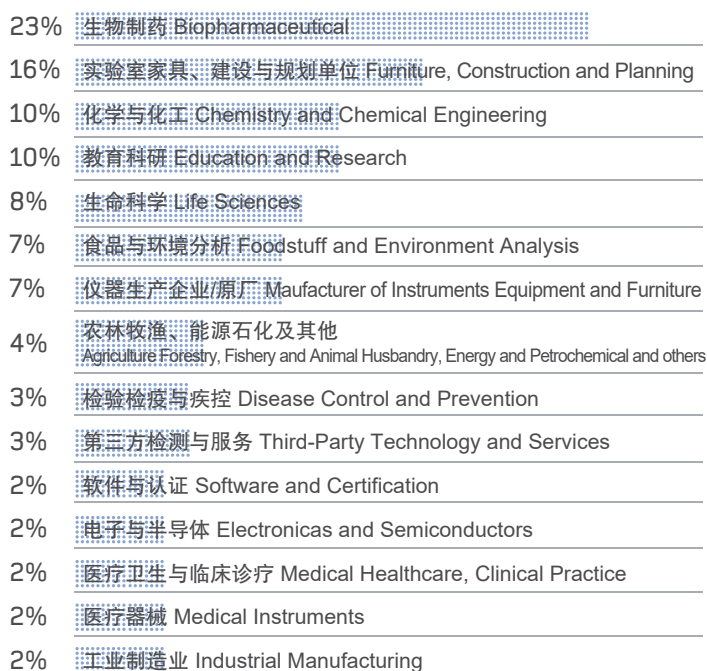 23% 生物制药 Biopharmaceutical
16% 实验室家具、建设与规划单位 Furniture, Construction and Planning
10% 化学与化工 Chemistry and Chemical Engineering
10% 教育科研 Education and Research
8% 生命科学 Life Sciences
7% 食品与环境分析 Foodstuff and Environment Analysis
7% 仪器生产企业/原厂 Maufacturer of Instruments Equipment and Furniture
4% 农林牧渔、能源石化及其他
Agriculture Forestry, Fishery and Animal Husbandry, Energy and Petrochemical and others
3% 检验检疫与疾控 Disease Control and Prevention
3% 第三方检测与服务 Third-Party Technology and Services
2% 软件与认证 Software and Certification
2% 电子与半导体 Electronicas and Semiconductors
2% 医疗卫生与临床诊疗 Medical Healthcare, Clinical Practice
2% 医疗器械 Medical Instruments
2% 工业制造业 Industrial Manufacturing